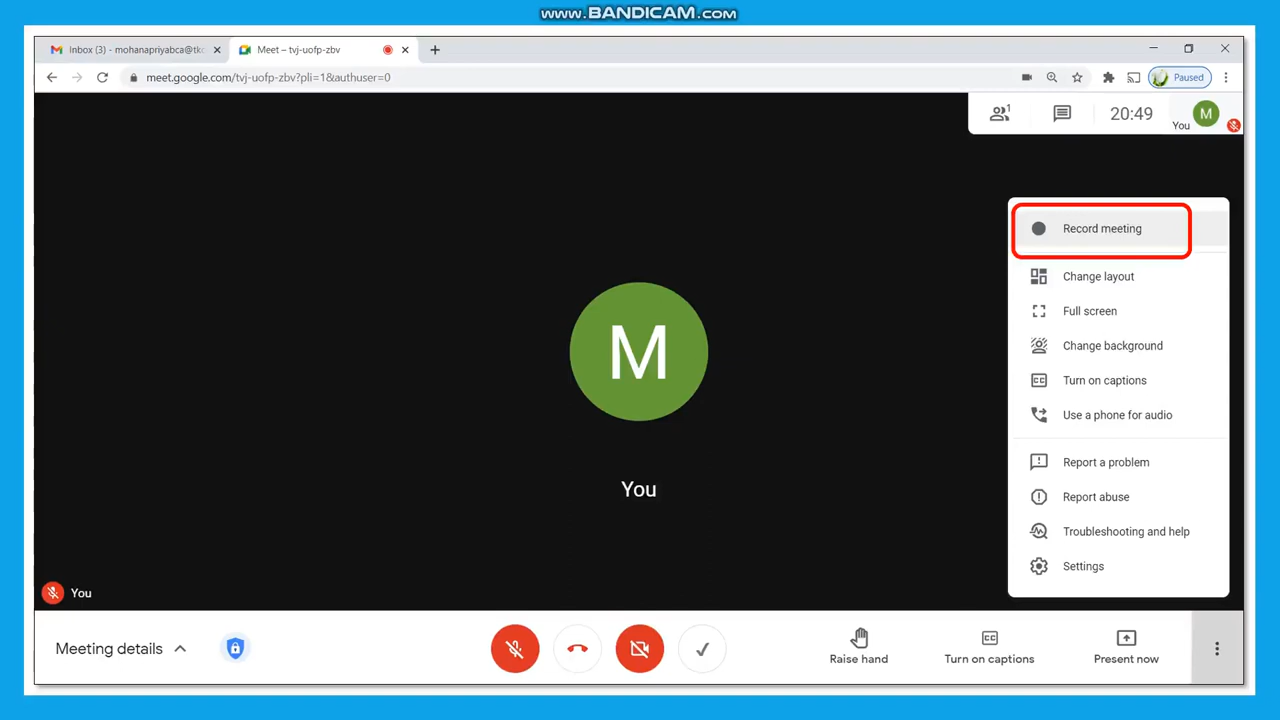 www.BANDICAM.com
Inbox (3) - mohanapriyabca@tkc
Meet – tvj-uofp-zbv
meet.google.com/tvj-uofp-zbv?pli=1&authuser=0
Paused
1
20:49
You
M
Record meeting
Change layout
Full screen
Change background
Turn on captions
Use a phone for audio
Report a problem
Report abuse
Troubleshooting and help
Settings
M
You
You
Meeting details
Raise hand
Turn on captions
Present now